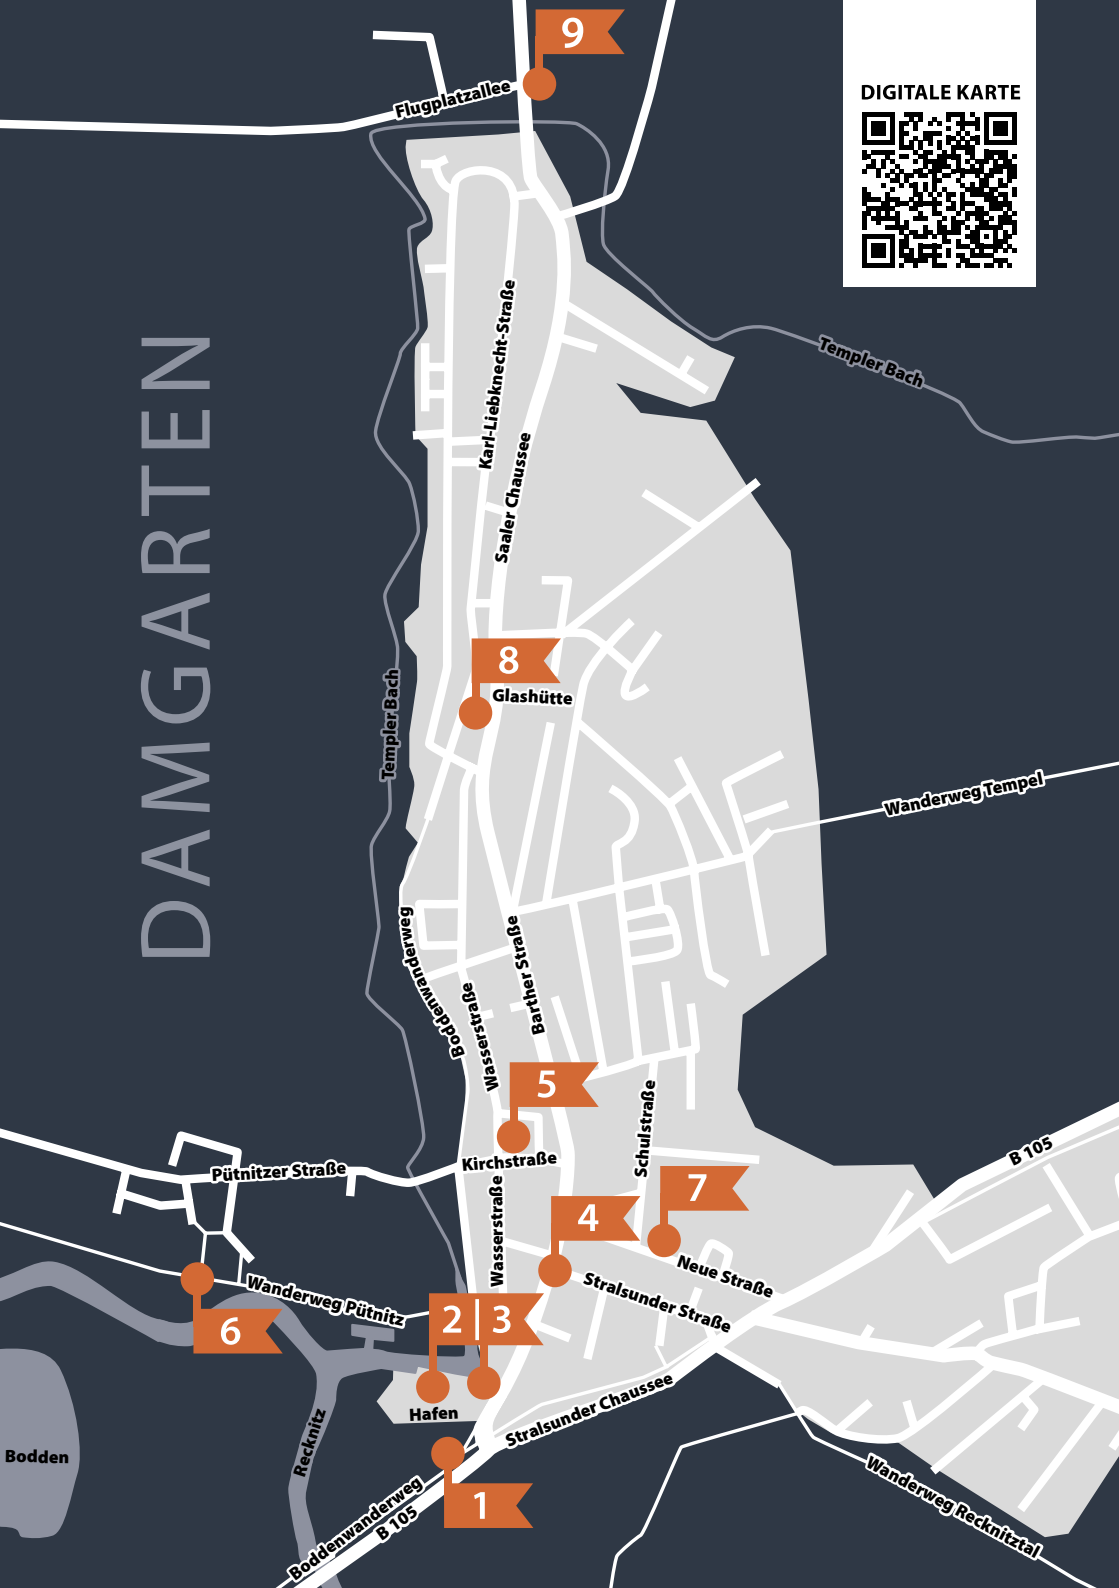 9
DIGITALE KARTE
Flugplatzallee
Karl-Liebknecht-Straße
Templer Bach
DAMGARTEN
Saaler Chaussee
8
Glashütte
Templer Bach
Wanderweg Tempel
Boddenwanderweg
Wasserstraße
Barther Straße
5
Schulstraße
Kirchstraße
Pütnitzer Straße
B 105
7
4
Wasserstraße
Neue Straße
Stralsunder Straße
Wanderweg Pütnitz
2 | 3
6
Hafen
Stralsunder Chaussee
Recknitz
Bodden
1
Boddenwanderweg
B 105
Wanderweg Recknitztal